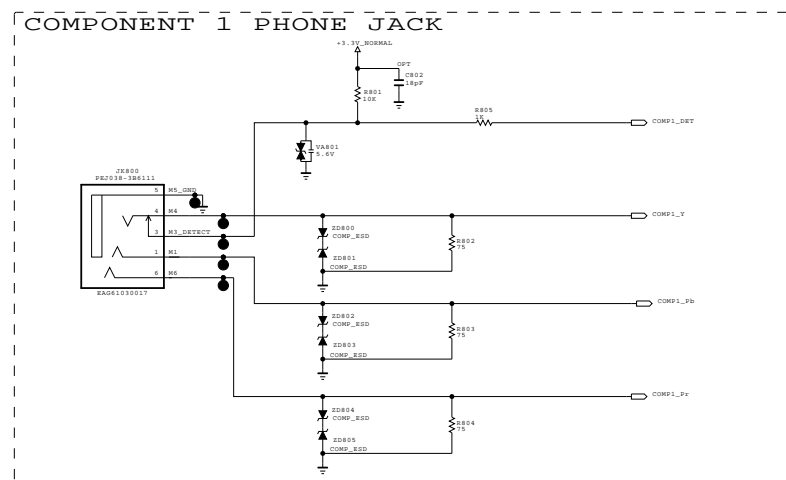 COMPONENT 1 PHONE JACK
+3.3V_NORMAL
OPT
C802
18pF
R801
10K
R805
1K
COMP1_DET
VA801
5.6V
JK800
PEJ038-3B6111
5 M5_GND
4 M4
COMP1_Y
3 M3_DETECT
ZD800
COMP_ESD
R802
75
1 M1
ZD801
COMP_ESD
6 M6
EAG61030017
COMP1_Pb
ZD802
COMP_ESD
R803
75
ZD803
COMP_ESD
COMP1_Pr
ZD804
COMP_ESD
R804
75
ZD805
COMP_ESD